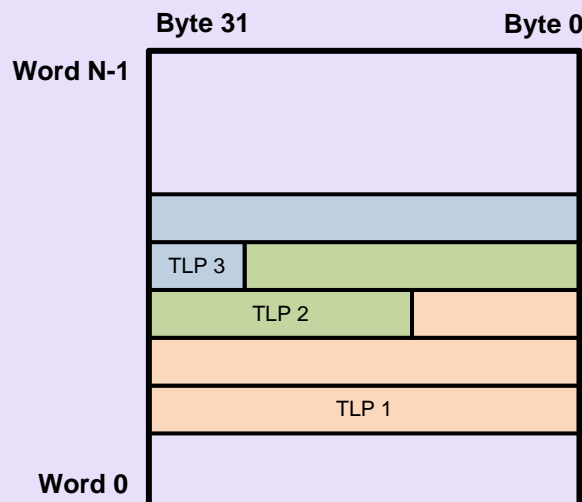 Byte 31 Byte 0
Word N-1
TLP 3
TLP 2
TLP 1
Word 0